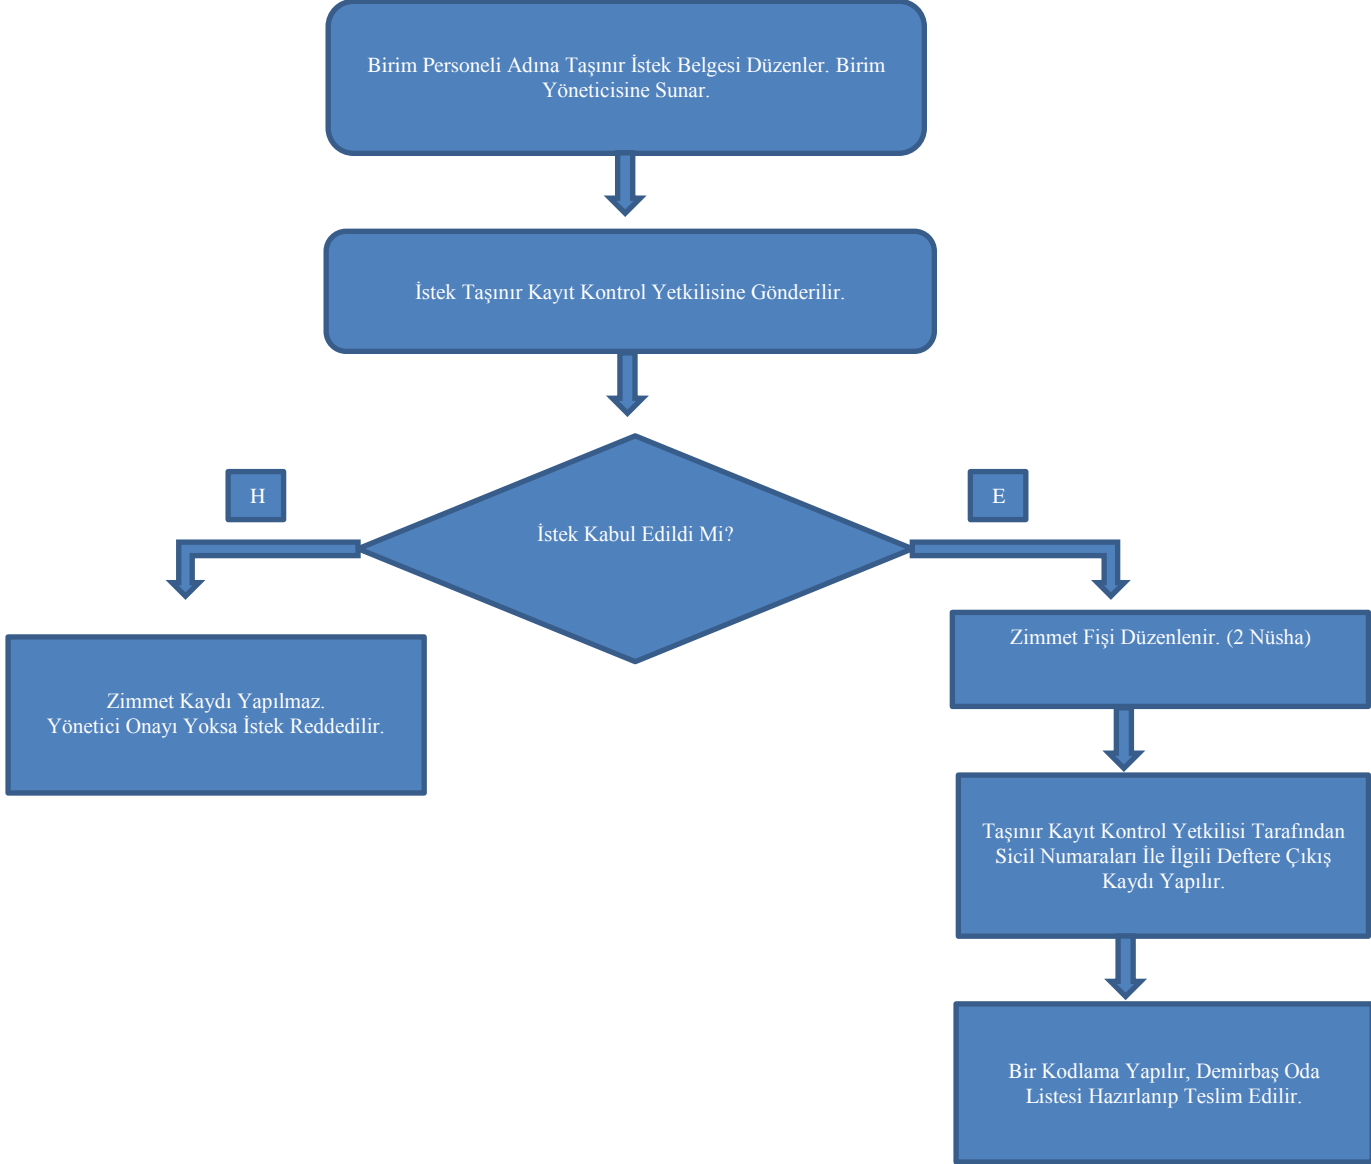 Birim Personeli Adına Taşınır İstek Belgesi Düzenler. Birim
Yöneticisine Sunar.
İstek Taşınır Kayıt Kontrol Yetkilisine Gönderilir.
H
E
İstek Kabul Edildi Mi?
Zimmet Kaydı Yapılmaz.
Yönetici Onayı Yoksa İstek Reddedilir.
Zimmet Fişi Düzenlenir. (2 Nüsha)
Taşınır Kayıt Kontrol Yetkilisi Tarafından
Sicil Numaraları İle İlgili Deftere Çıkış
Kaydı Yapılır.
Bir Kodlama Yapılır, Demirbaş Oda
Listesi Hazırlanıp Teslim Edilir.